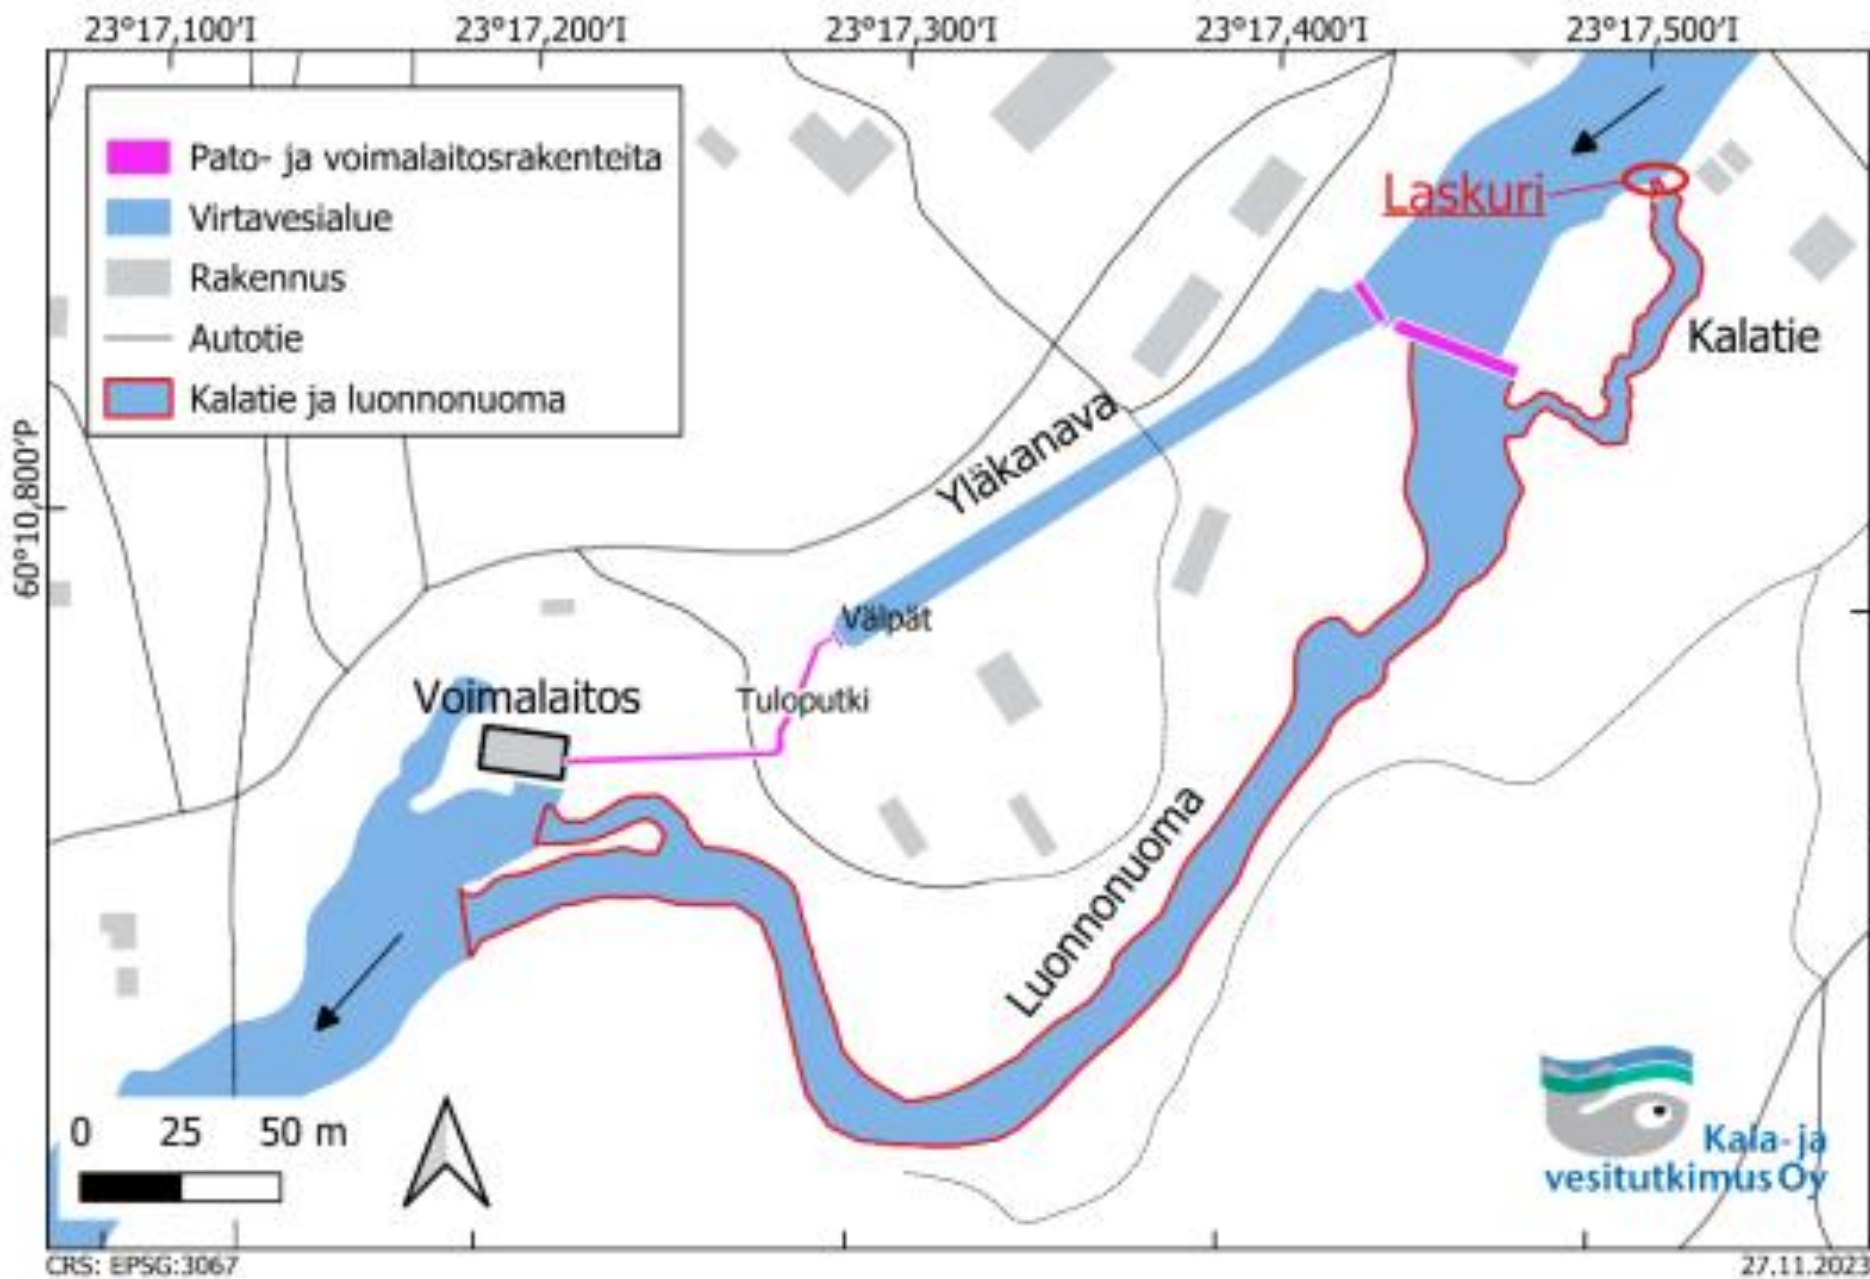 23°17,100'I 23°17,200'I 23°17,300'I 23°17,400'I 23°17,500'I
Pato- ja voimalaitosrakenteita
Virtavesialue
Rakennus
Autotie
Kalatie ja luonnonuoma
Laskuri
Kalatie
Yläkanava
60°10,800'P
Välpät
Voimalaitos
Tuloputki
Luonnonuoma
0 25 50 m
Kala- ja
vesitutkimus Oy
CRS: EPSG:3067
27.11.2023